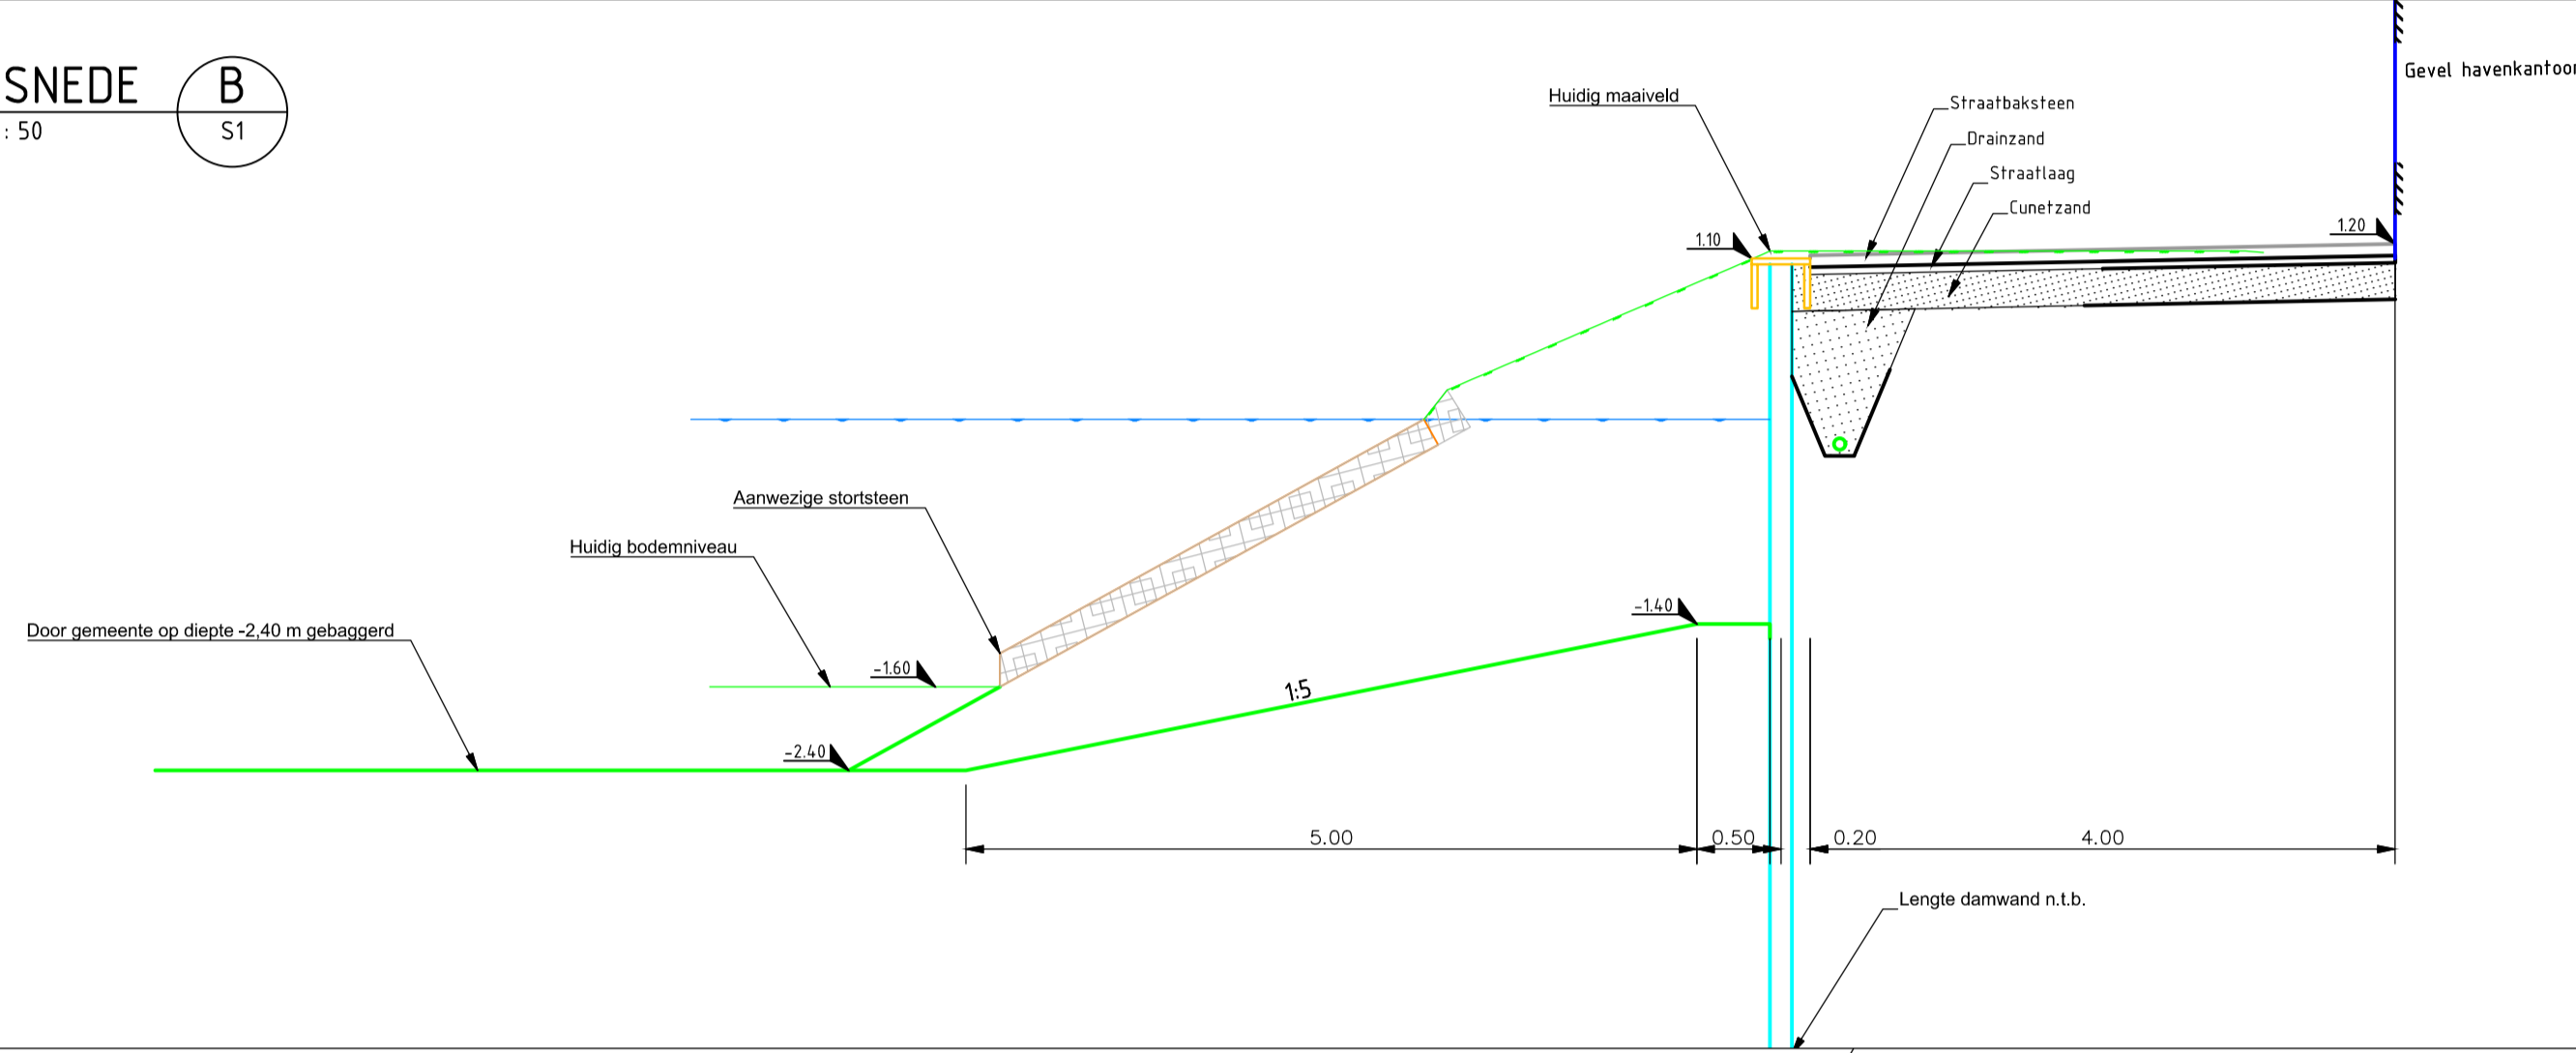 SNEDE
B
: 50
S1
Gevel havenkantoor
Huidig maaiveld
Straatbaksteen
Drainzand
Straatlaag
Cunetzand
1.10
1.20
Aanwezige stortsteen
Huidig bodemniveau
Door gemeente op diepte -2,40 m gebaggerd
-1.40
-1.60
1:5
-2.40
5.00
0.50
0.20
4.00
Lengte damwand n.t.b.